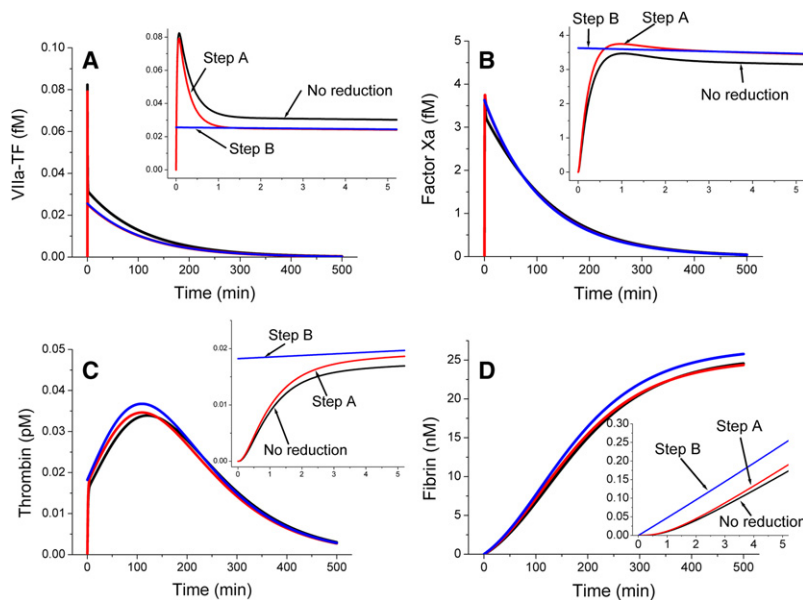 A
VIIa-TF (fM)
0.10
0.08
0.06
0.04
0.02
0.00
0 100 200 300 400 500
Time (min)
0.08
0.06
0.04
0.02
0.00
0 1 2 3 4 5
Step A
No reduction
Step B
B
Factor Xa (fM)
5
4
3
2
1
0
0 100 200 300 400 500
Time (min)
4
3
2
1
0
0 1 2 3 4 5
Step B
Step A
No reduction
C
Thrombin (pM)
0.05
0.04
0.03
0.02
0.01
0.00
0 100 200 300 400 500
Time (min)
0.02
0.01
0.00
0 1 2 3 4 5
Step B
Step A
No reduction
D
Fibrin (nM)
25
20
15
10
5
0
0 100 200 300 400 500
Time (min)
0.30
0.25
0.20
0.15
0.10
0.05
0.00
0 1 2 3 4 5
Step A
Step B
No reduction